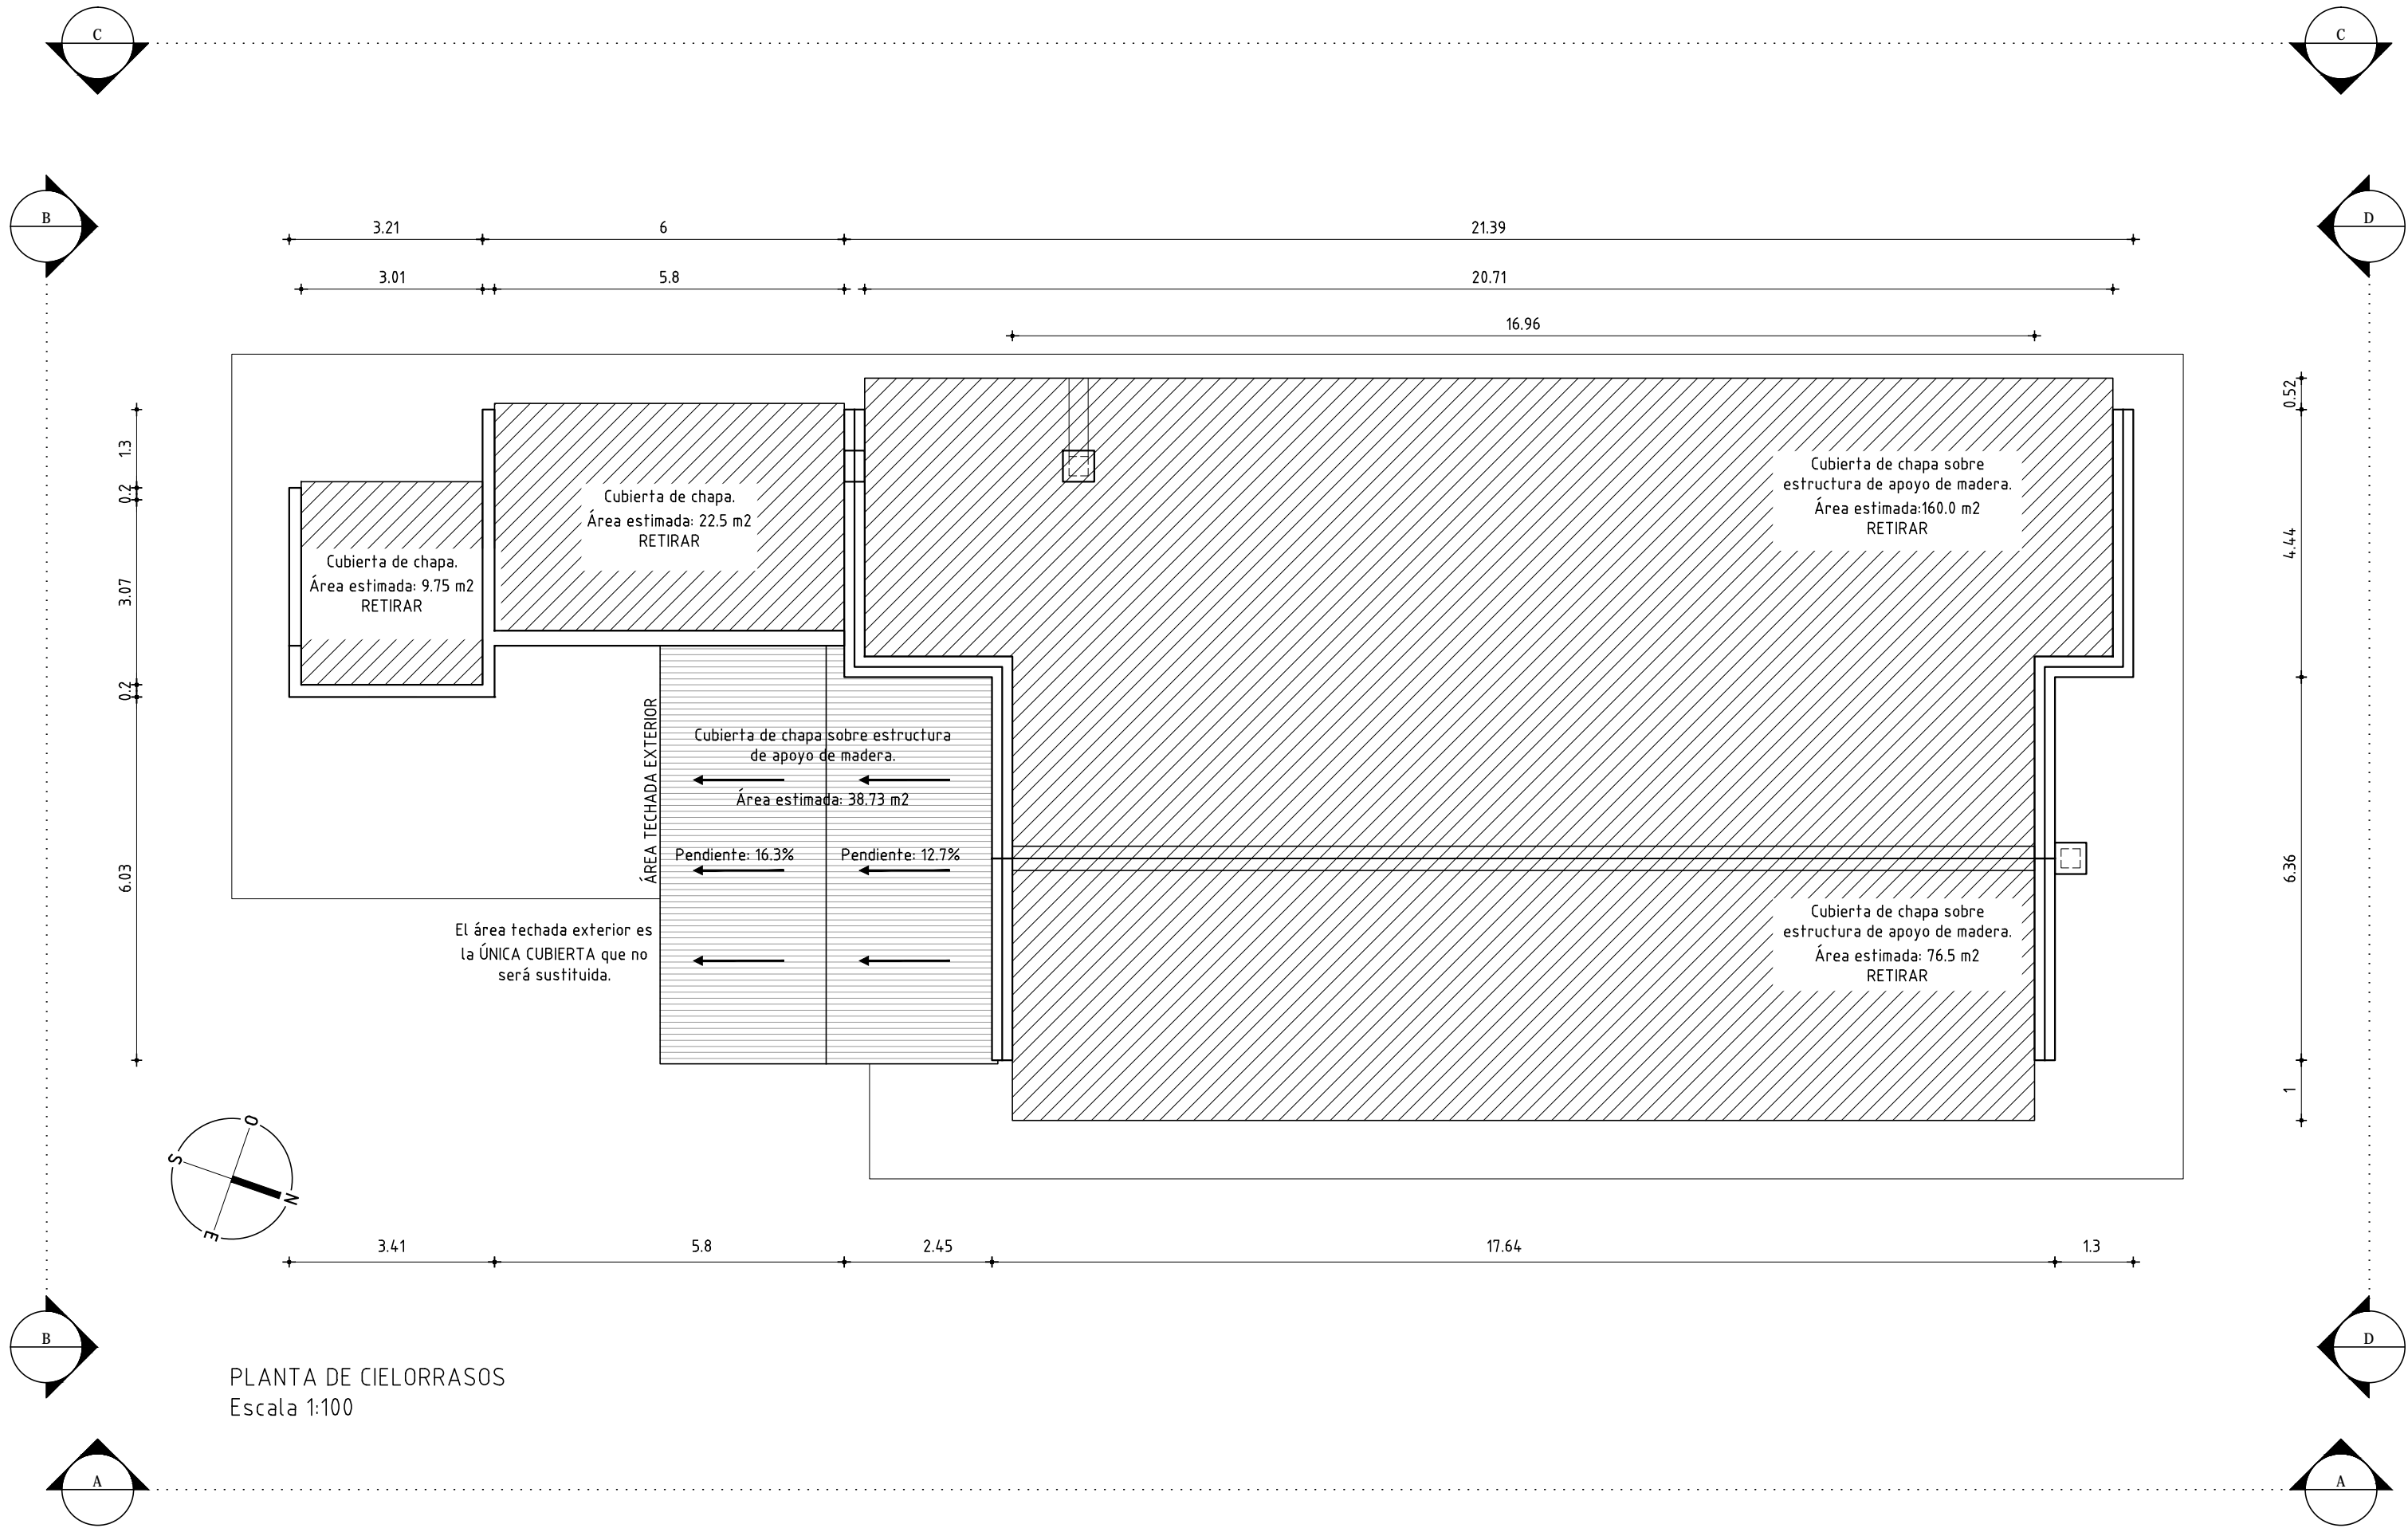 C
C
B
D
3.21
6
21.39
3.01
5.8
20.71
16.96
1.3
0.2
3.07
0.2
6.03
0.52
4.44
6.36
1
Cubierta de chapa.
Área estimada: 9.75 m2
RETIRAR
Cubierta de chapa.
Área estimada: 22.5 m2
RETIRAR
Cubierta de chapa sobre
estructura de apoyo de madera.
Área estimada:160.0 m2
RETIRAR
ÁREA TECHADA EXTERIOR
Cubierta de chapa sobre estructura
de apoyo de madera.
Área estimada: 38.73 m2
Pendiente: 16.3%
Pendiente: 12.7%
El área techada exterior es
la ÚNICA CUBIERTA que no
será sustituida.
Cubierta de chapa sobre
estructura de apoyo de madera.
Área estimada: 76.5 m2
RETIRAR
O
S
N
E
3.41
5.8
2.45
17.64
1.3
B
D
PLANTA DE CIELORRASOS
Escala 1:100
A
A